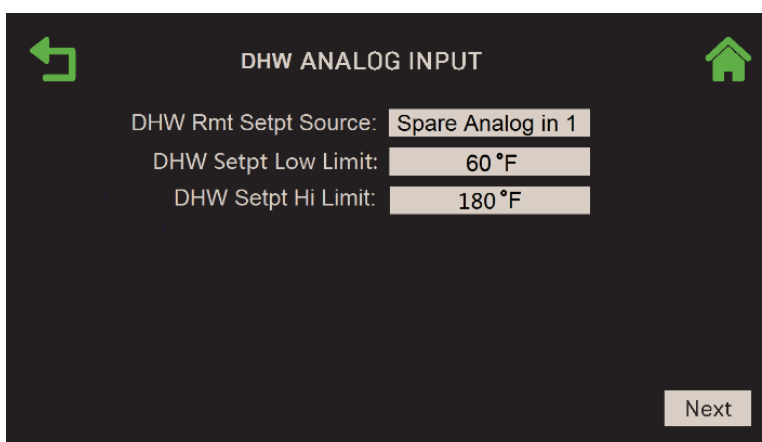 DHW ANALOG INPUT
DHW Rmt Setpt Source: Spare Analog in 1
DHW Setpt Low Limit: 60°F
DHW Setpt Hi Limit: 180°F
Next